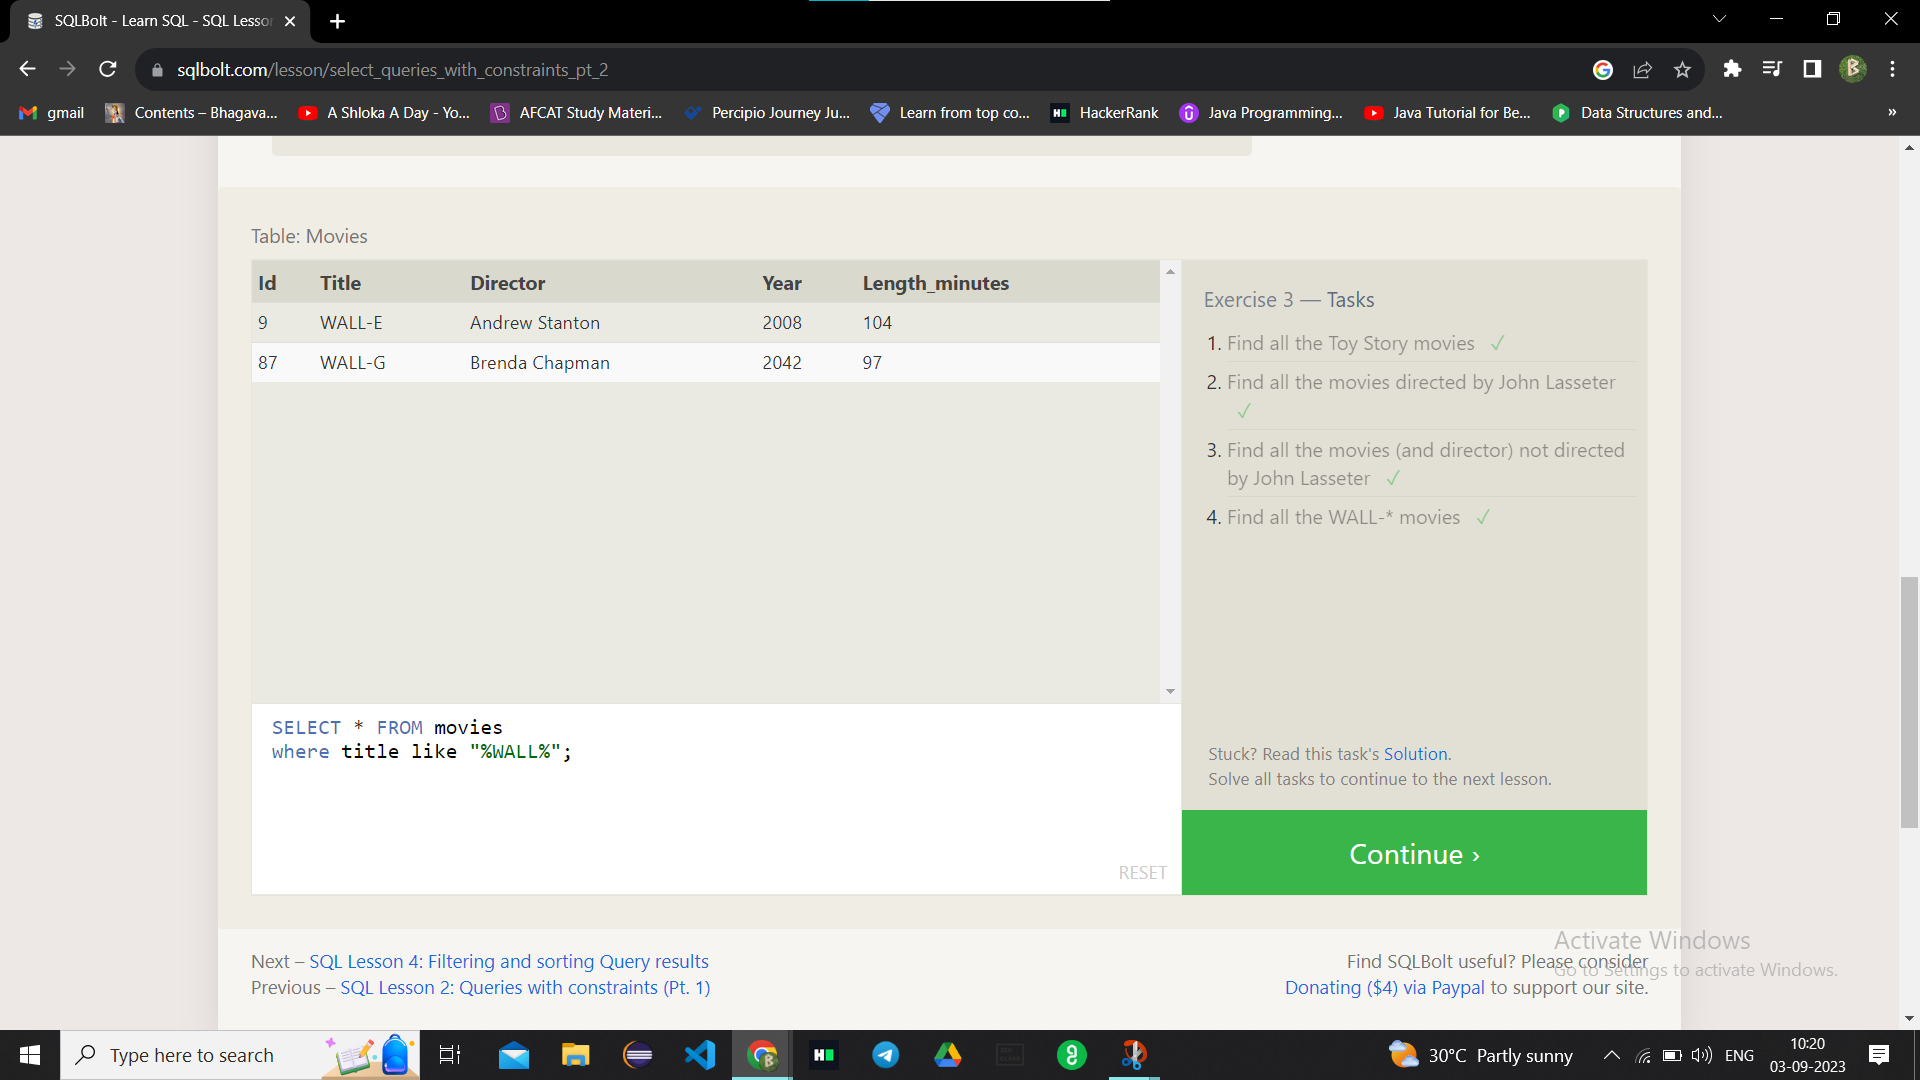 SQLBolt - Learn SQL - SQL Lesson
sqlbolt.com/lesson/select_queries_with_constraints_pt_2
gmail
Contents – Bhagava...
A Shloka A Day - Yo...
AFCAT Study Materi...
Percipio Journey Ju...
Learn from top co...
HackerRank
Java Programming...
Java Tutorial for Be...
Data Structures and...
»
Table: Movies
Id Title Director Year Length_minutes
9 WALL-E Andrew Stanton 2008 104
87 WALL-G Brenda Chapman 2042 97
SELECT * FROM movies
where title like "%WALL%";
RESET
Exercise 3 — Tasks
1. Find all the Toy Story movies ✓
2. Find all the movies directed by John Lasseter
✓
3. Find all the movies (and director) not directed
by John Lasseter ✓
4. Find all the WALL-* movies ✓
Stuck? Read this task's Solution.
Solve all tasks to continue to the next lesson.
Continue ›
Next – SQL Lesson 4: Filtering and sorting Query results
Previous – SQL Lesson 2: Queries with constraints (Pt. 1)
Find SQLBolt useful? Please consider
Donating ($4) via Paypal to support our site.
Activate Windows
Go to Settings to activate Windows.
Type here to search
30°C Partly sunny
ENG
10:20
03-09-2023